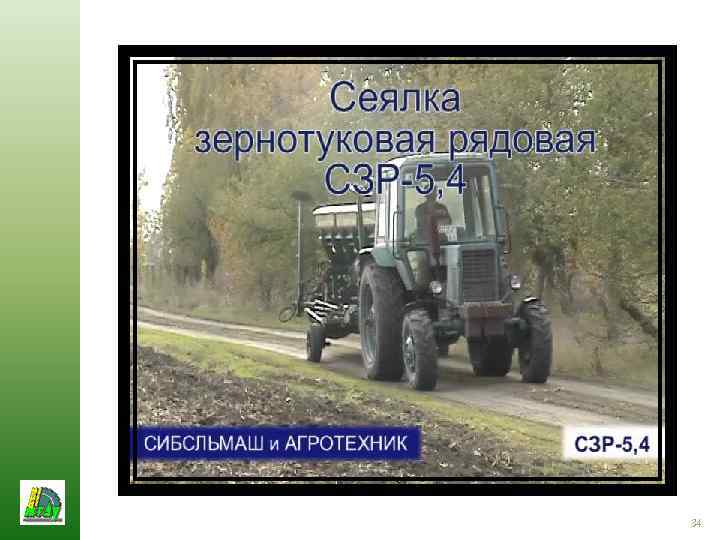 Сеялка
зернотуковая рядовая
СЗР-5,4
СИБСЛЬМАШ и АГРОТЕХНИК
СЗР-5,4
34